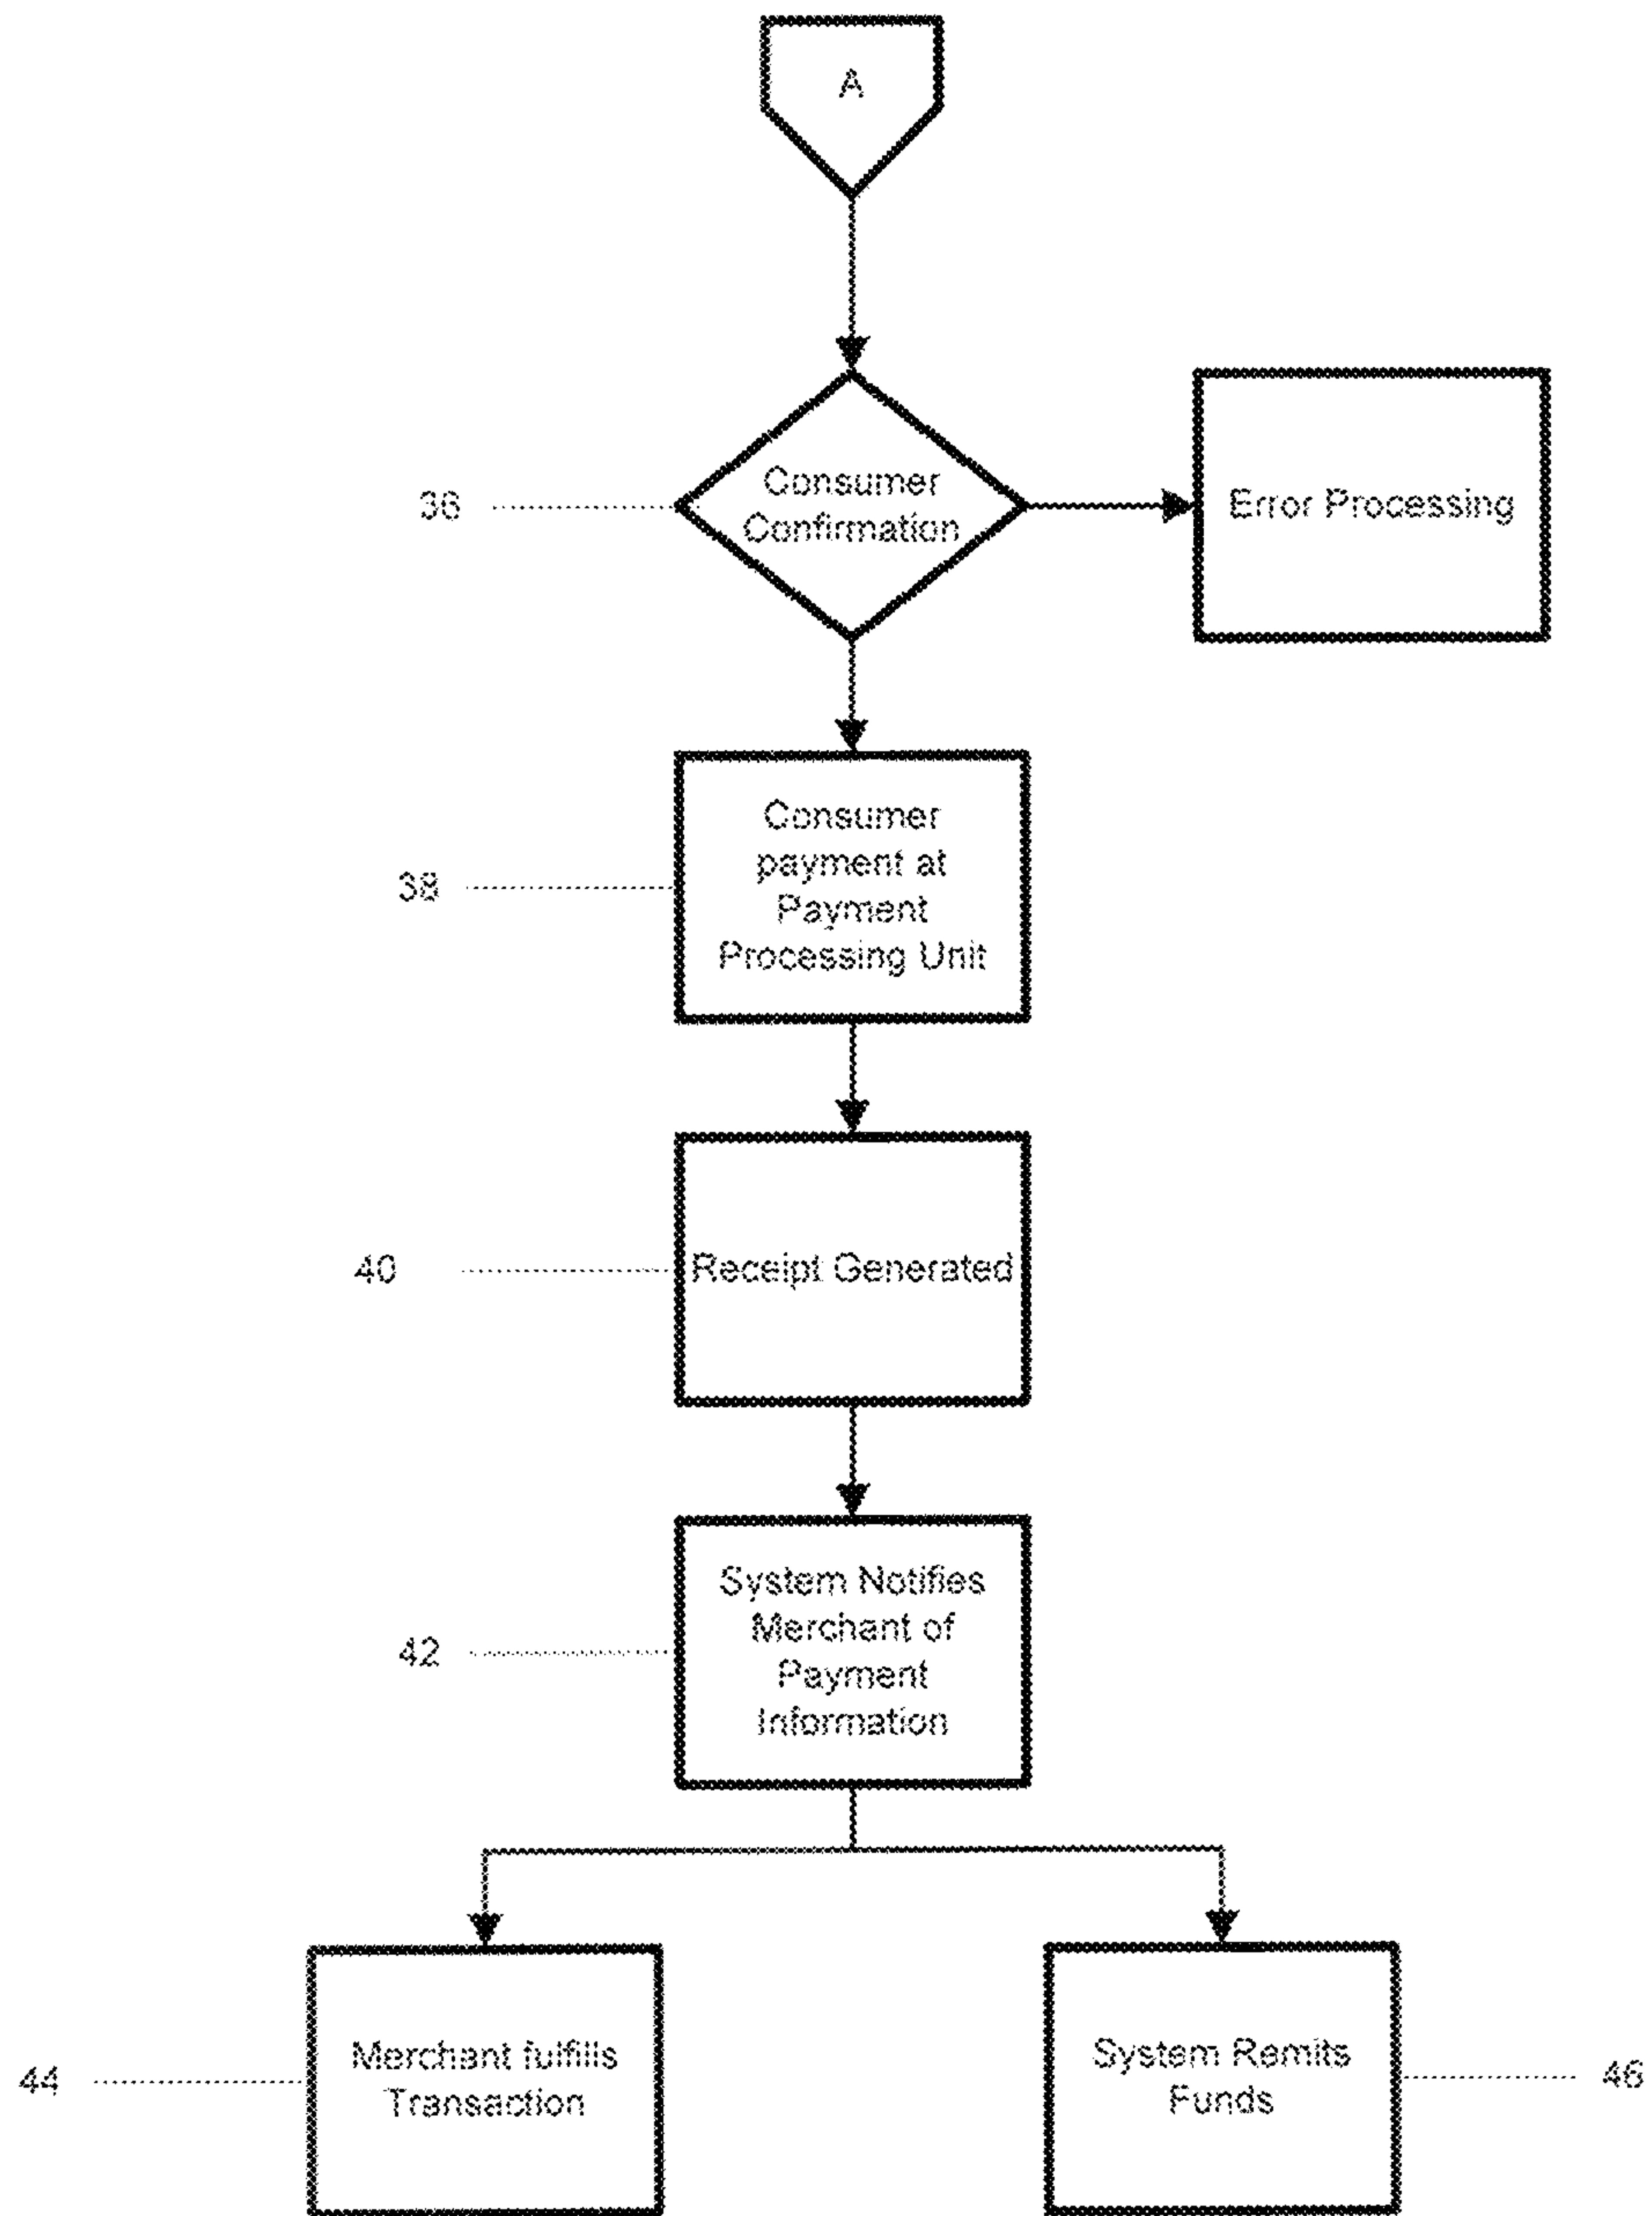 A
36
Consumer
Confirmation
Error Processing
38
Consumer
payment at
Payment
Processing Unit
40
Receipt Generated
42
System Notifies
Merchant of
Payment
Information
44
Merchant fulfills
Transaction
System Remits
Funds
46